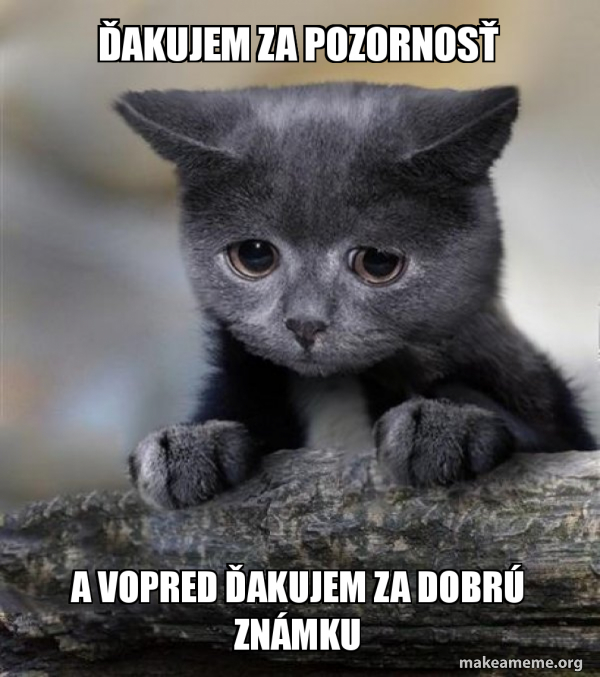 ĎAKUJEM ZA POZORNOSŤ
A VOPRED ĎAKUJEM ZA DOBRÚ
ZNÁMKU
makeameme.org